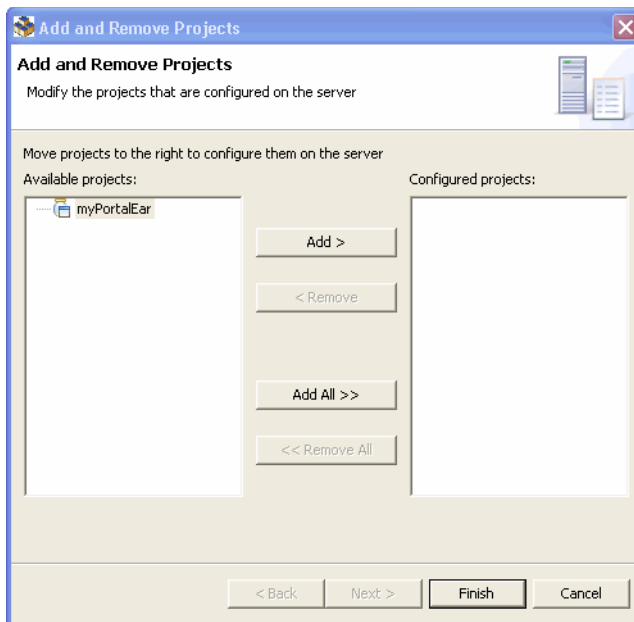 Add and Remove Projects
Add and Remove Projects
Modify the projects that are configured on the server
Move projects to the right to configure them on the server
Available projects:
Configured projects:
myPortalEar
Add >
< Remove
Add All >>
<< Remove All
< Back
Next >
Finish
Cancel